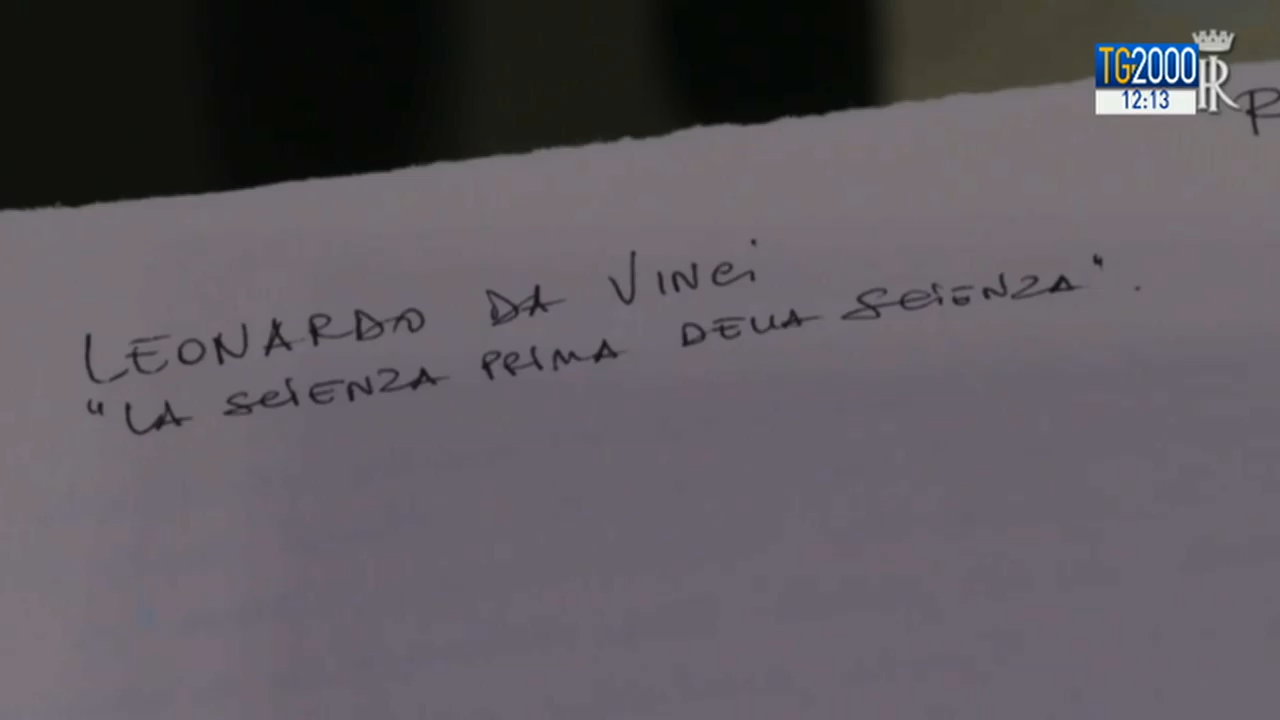 TG2000
12:13
R
LEONARDO DA VINCI
"LA SCIENZA PRIMA DELLA SCIENZA".